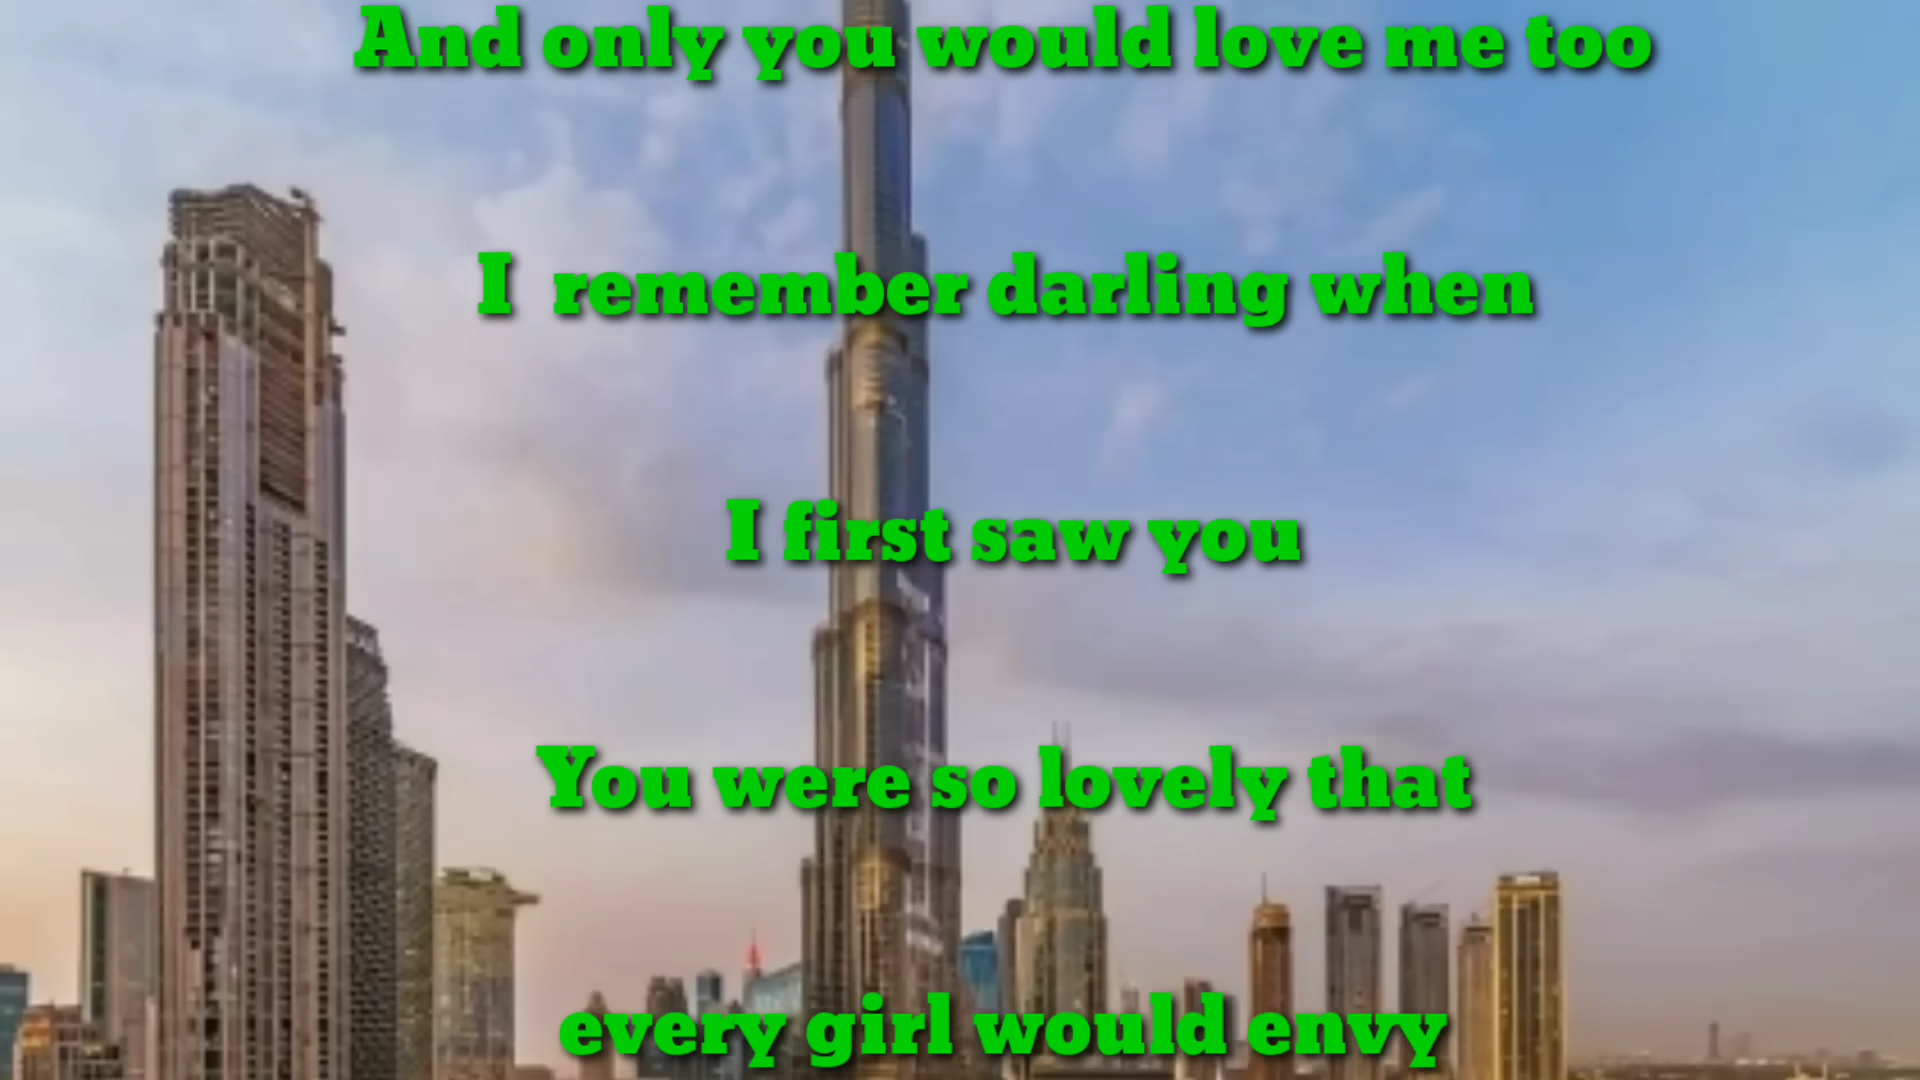 And only you would love me too
I remember darling when
I first saw you
You were so lovely that
every girl would envy